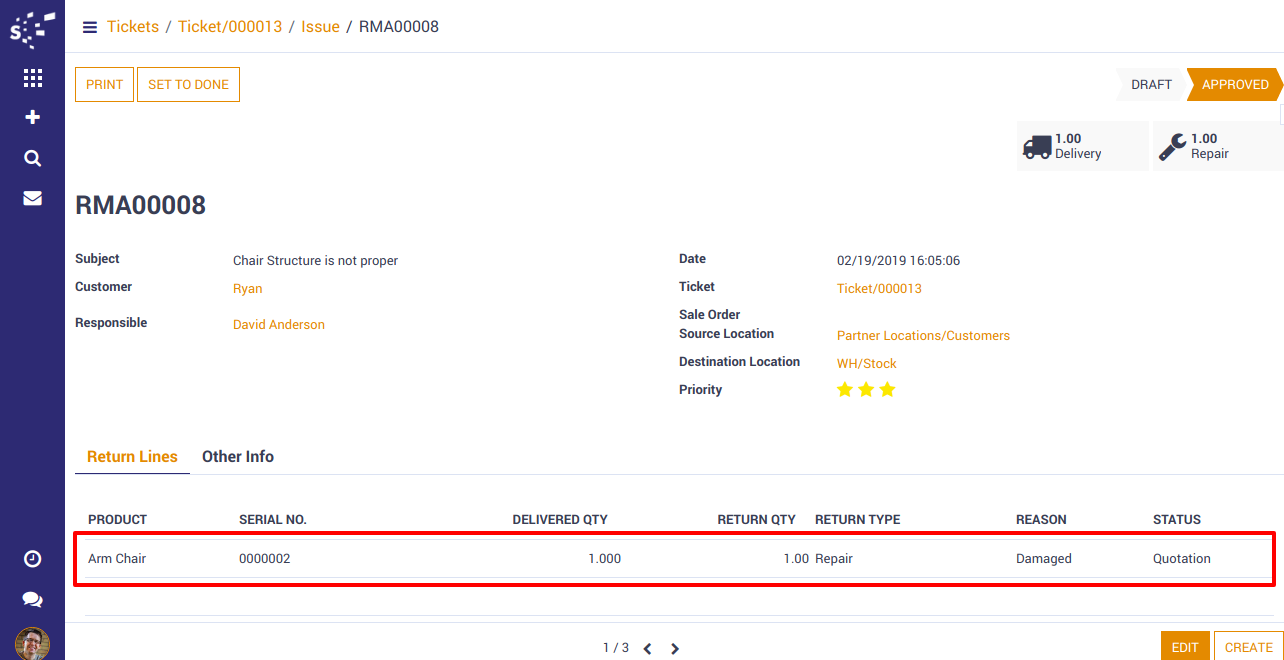 Tickets / Ticket/000013 / Issue / RMA00008
PRINT SET TO DONE DRAFT APPROVED
1.00 Delivery 1.00 Repair
RMA00008
Subject Chair Structure is not proper Date 02/19/2019 16:05:06
Customer Ryan Ticket Ticket/000013
Sale Order
Responsible David Anderson Source Location Partner Locations/Customers
Destination Location WH/Stock
Priority
Return Lines Other Info
PRODUCT SERIAL NO. DELIVERED QTY RETURN QTY RETURN TYPE REASON STATUS
Arm Chair 0000002 1.000 1.00 Repair Damaged Quotation
1 / 3 EDIT CREATE